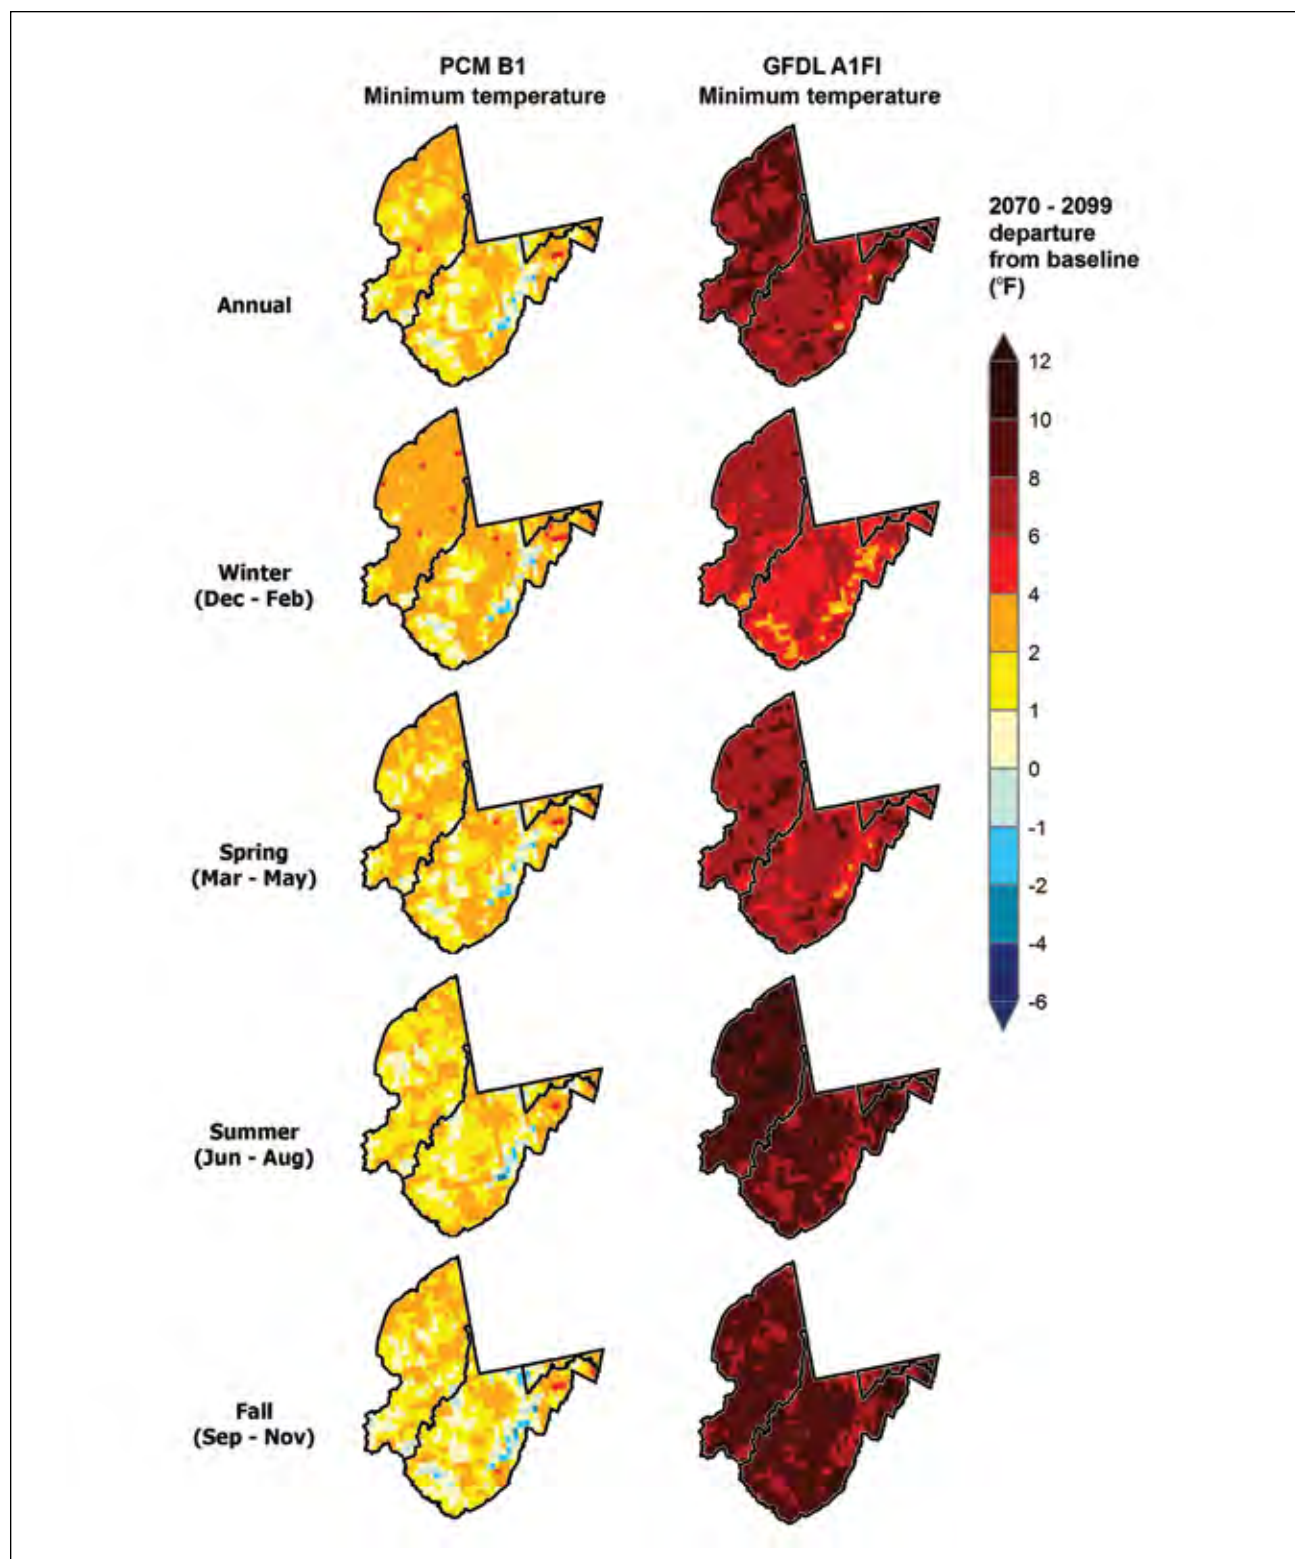 PCM B1
Minimum temperature
GFDL A1FI
Minimum temperature
2070 - 2099
departure
from baseline
(°F)
Annual
12
10
8
6
4
2
1
0
-1
-2
-4
-6
Winter
(Dec - Feb)
Spring
(Mar - May)
Summer
(Jun - Aug)
Fall
(Sep - Nov)